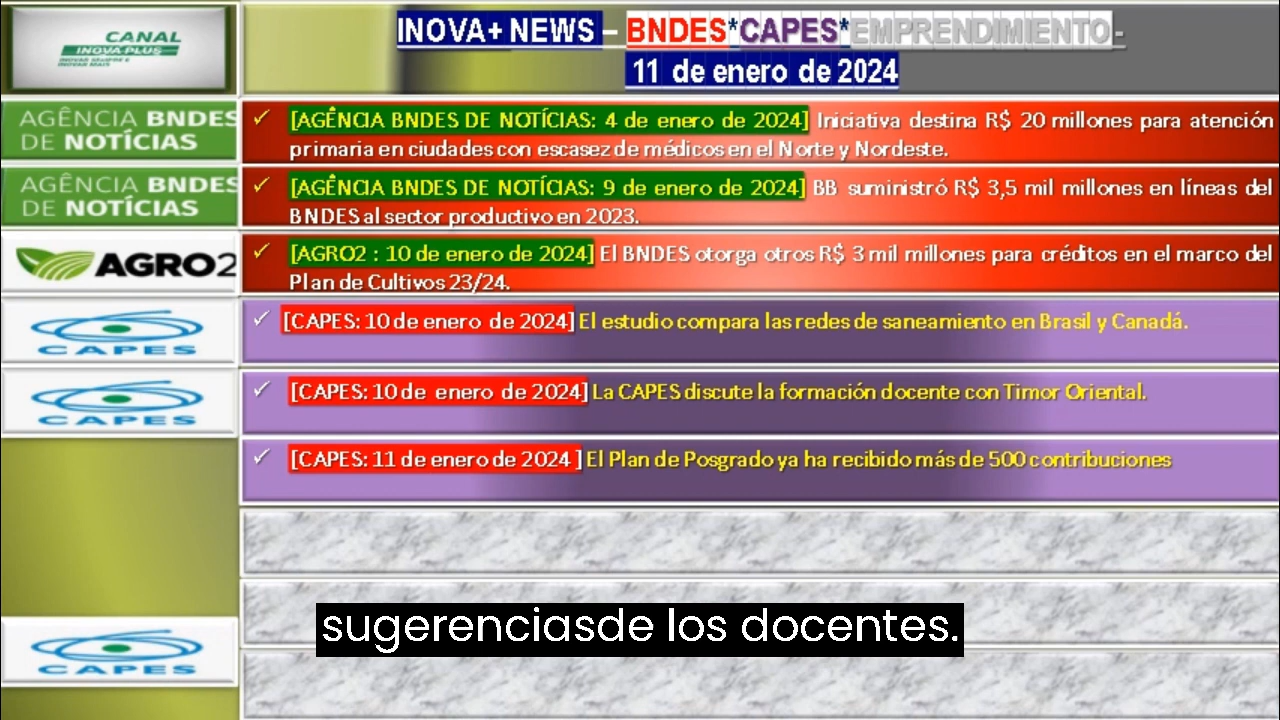 CANAL
INOVA PLUS
INOVAR SEMPRE E
INOVAR MAIS
INOVA+ NEWS – BNDES*CAPES*EMPRENDIMIENTO-
11 de enero de 2024
AGÊNCIA BNDES
DE NOTÍCIAS
✓ [AGÊNCIA BNDES DE NOTÍCIAS: 4 de enero de 2024] Iniciativa destina R$ 20 millones para atención
primaria en ciudades con escasez de médicos en el Norte y Nordeste.
AGÊNCIA BNDES
DE NOTÍCIAS
✓ [AGÊNCIA BNDES DE NOTÍCIAS: 9 de enero de 2024] BB suministró R$ 3,5 mil millones en líneas del
BNDES al sector productivo en 2023.
AGRO2
✓ [AGRO2 : 10 de enero de 2024] El BNDES otorga otros R$ 3 mil millones para créditos en el marco del
Plan de Cultivos 23/24.
CAPES
✓ [CAPES: 10 de enero de 2024] El estudio compara las redes de saneamiento en Brasil y Canadá.
CAPES
✓ [CAPES: 10 de enero de 2024] La CAPES discute la formación docente con Timor Oriental.
✓ [CAPES: 11 de enero de 2024 ] El Plan de Posgrado ya ha recibido más de 500 contribuciones
sugerenciasde los docentes.
CAPES